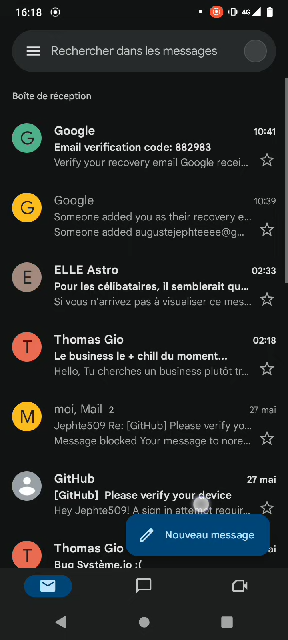 16:18
4G
Rechercher dans les messages
Boîte de réception
G
Google
10:41
Email verification code: 882983
Verify your recovery email Google recei...
G
Google
10:39
Someone added you as their recovery e...
Someone added augustejephteeee@g...
E
ELLE Astro
02:33
Pour les célibataires, il semblerait qu...
Si vous n'arrivez pas à visualiser ce mes...
T
Thomas Gio
02:18
Le business le + chill du moment...
Hello, Tu cherches un business plutôt tr...
M
moi, Mail 2
27 mai
Jephte509 Re: [GitHub] Please verify yo...
Message blocked Your message to nore...
GitHub
27 mai
[GitHub] Please verify your device
Hey Jephte509! A sign in attempt requir...
Nouveau message
T
Thomas Gio
Bug Système.io :(